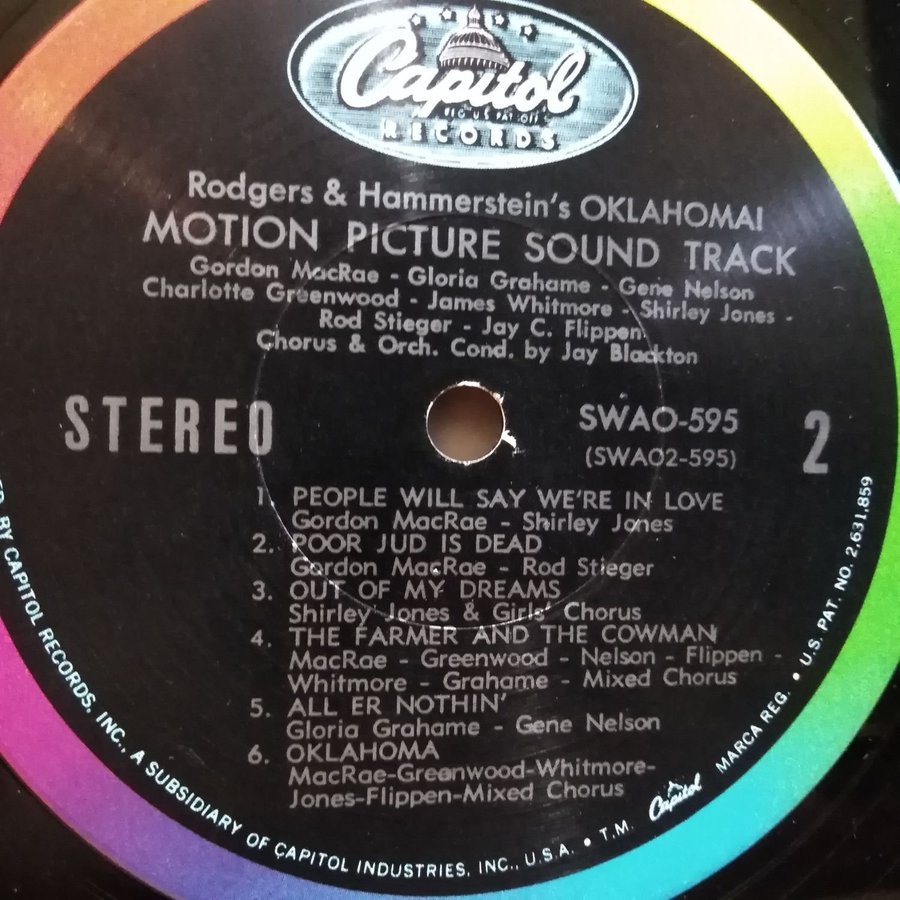 Capitol
REG. U.S. PAT. OFF.
RECORDS
Rodgers & Hammerstein's OKLAHOMA!
MOTION PICTURE SOUND TRACK
Gordon MacRae - Gloria Grahame - Gene Nelson
Charlotte Greenwood - James Whitmore - Shirley Jones -
Rod Stieger - Jay C. Flippen
Chorus & Orch. Cond. by Jay Blackton
STEREO
SWAO-595
(SWAO2-595)
2
1. PEOPLE WILL SAY WE'RE IN LOVE
Gordon MacRae - Shirley Jones
2. POOR JUD IS DEAD
Gordon MacRae - Rod Stieger
3. OUT OF MY DREAMS
Shirley Jones & Girls' Chorus
4. THE FARMER AND THE COWMAN
MacRae - Greenwood - Nelson - Flippen -
Whitmore - Grahame - Mixed Chorus
5. ALL ER NOTHIN'
Gloria Grahame - Gene Nelson
6. OKLAHOMA
MacRae-Greenwood-Whitmore-
Jones-Flippen-Mixed Chorus
BY CAPITOL RECORDS, INC., A SUBSIDIARY OF CAPITOL INDUSTRIES, INC., U.S.A. • T.M. Capitol MARCA REG. • U.S. PAT. NO. 2,631,859